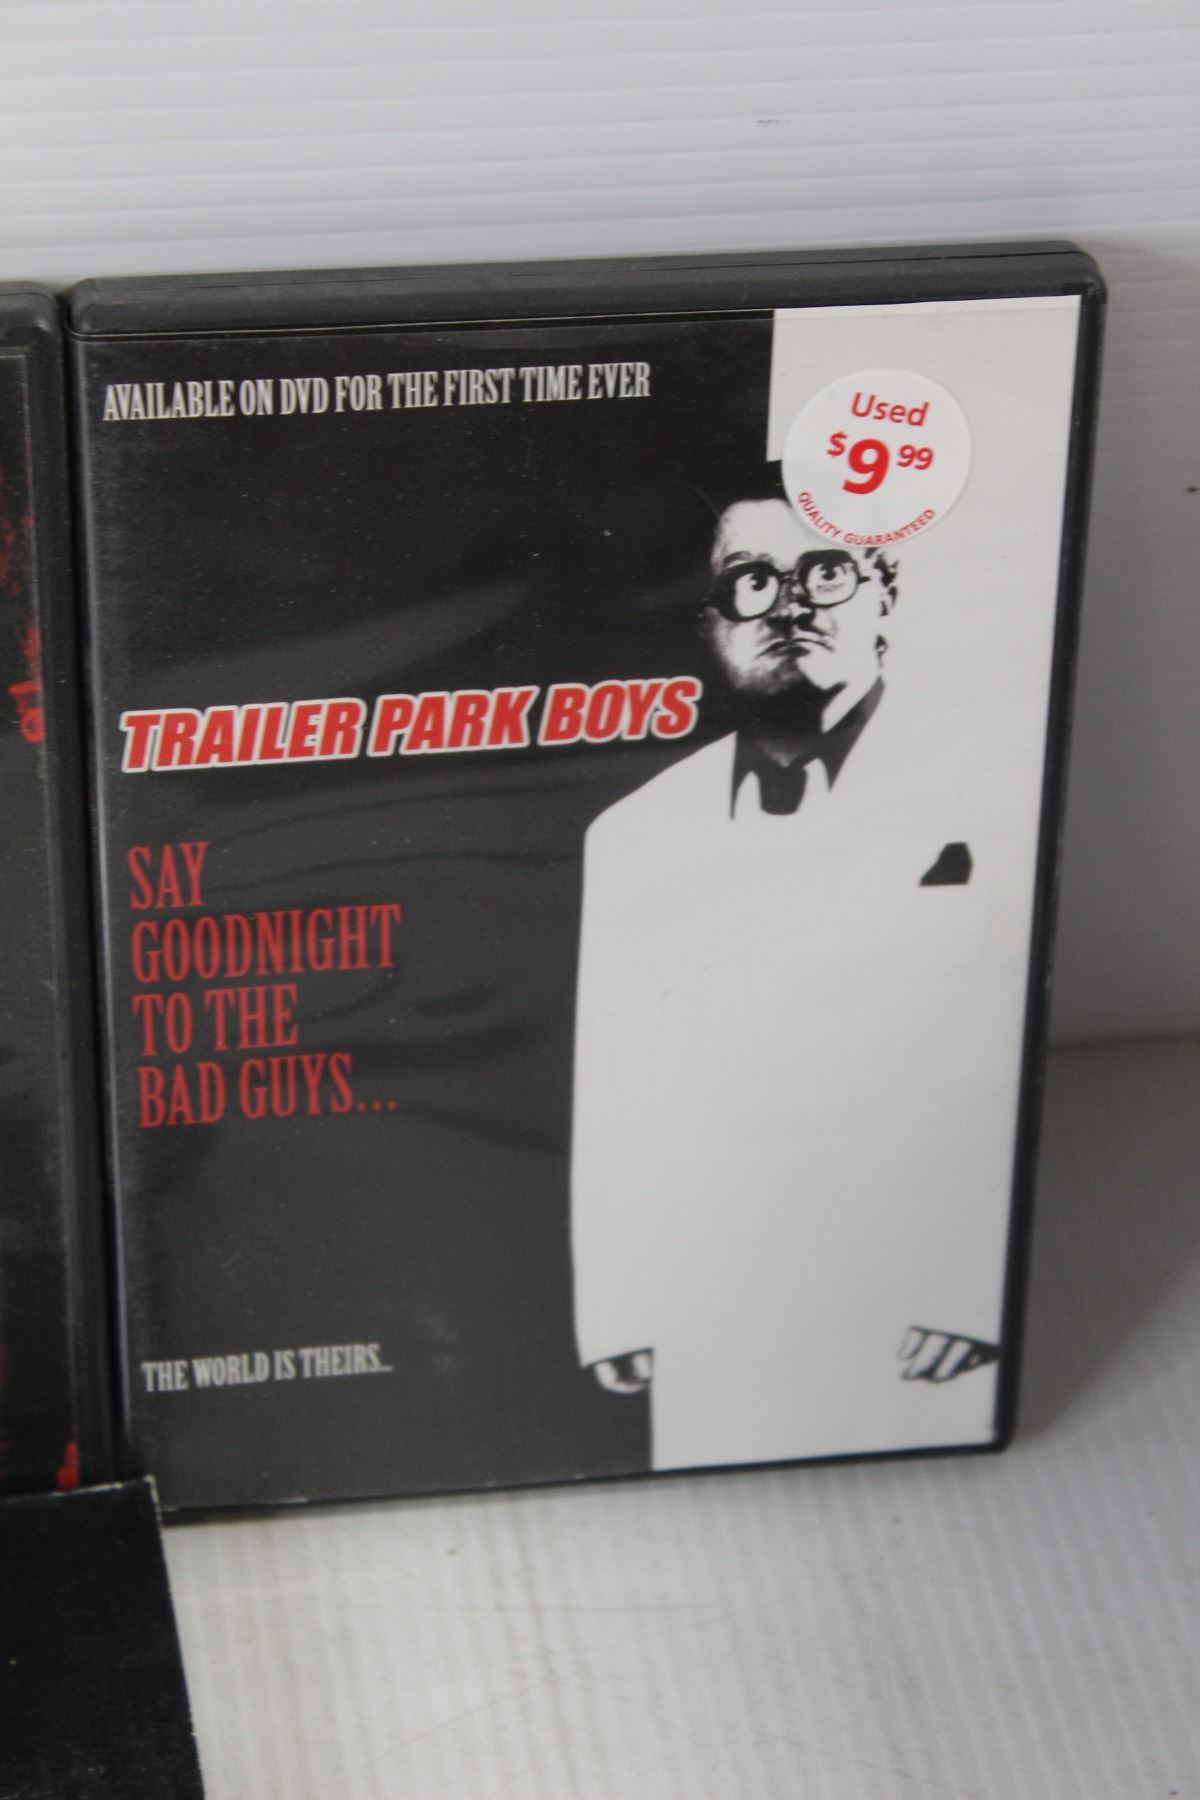 AVAILABLE ON DVD FOR THE FIRST TIME EVER
Used
$9.99
QUALITY GUARANTEED
TRAILER PARK BOYS
SAY
GOODNIGHT
TO THE
BAD GUYS...
THE WORLD IS THEIRS...